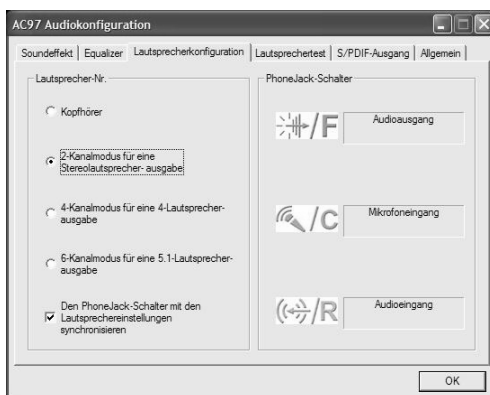 AC97 Audiokonfiguration
Soundeffekt Equalizer Lautsprecherkonfiguration Lautsprechertest S/PDIF-Ausgang Allgemein
Lautsprecher-Nr.
Kopfhörer
2-Kanalmodus für eine
Stereolautsprecher- ausgabe
4-Kanalmodus für eine 4-Lautsprecher-
ausgabe
6-Kanalmodus für eine 5.1-Lautsprecher-
ausgabe
Den PhoneJack-Schalter mit den
Lautsprechereinstellungen
synchronisieren
PhoneJack-Schalter
/F Audioausgang
/C Mikrofoneingang
/R Audioeingang
OK